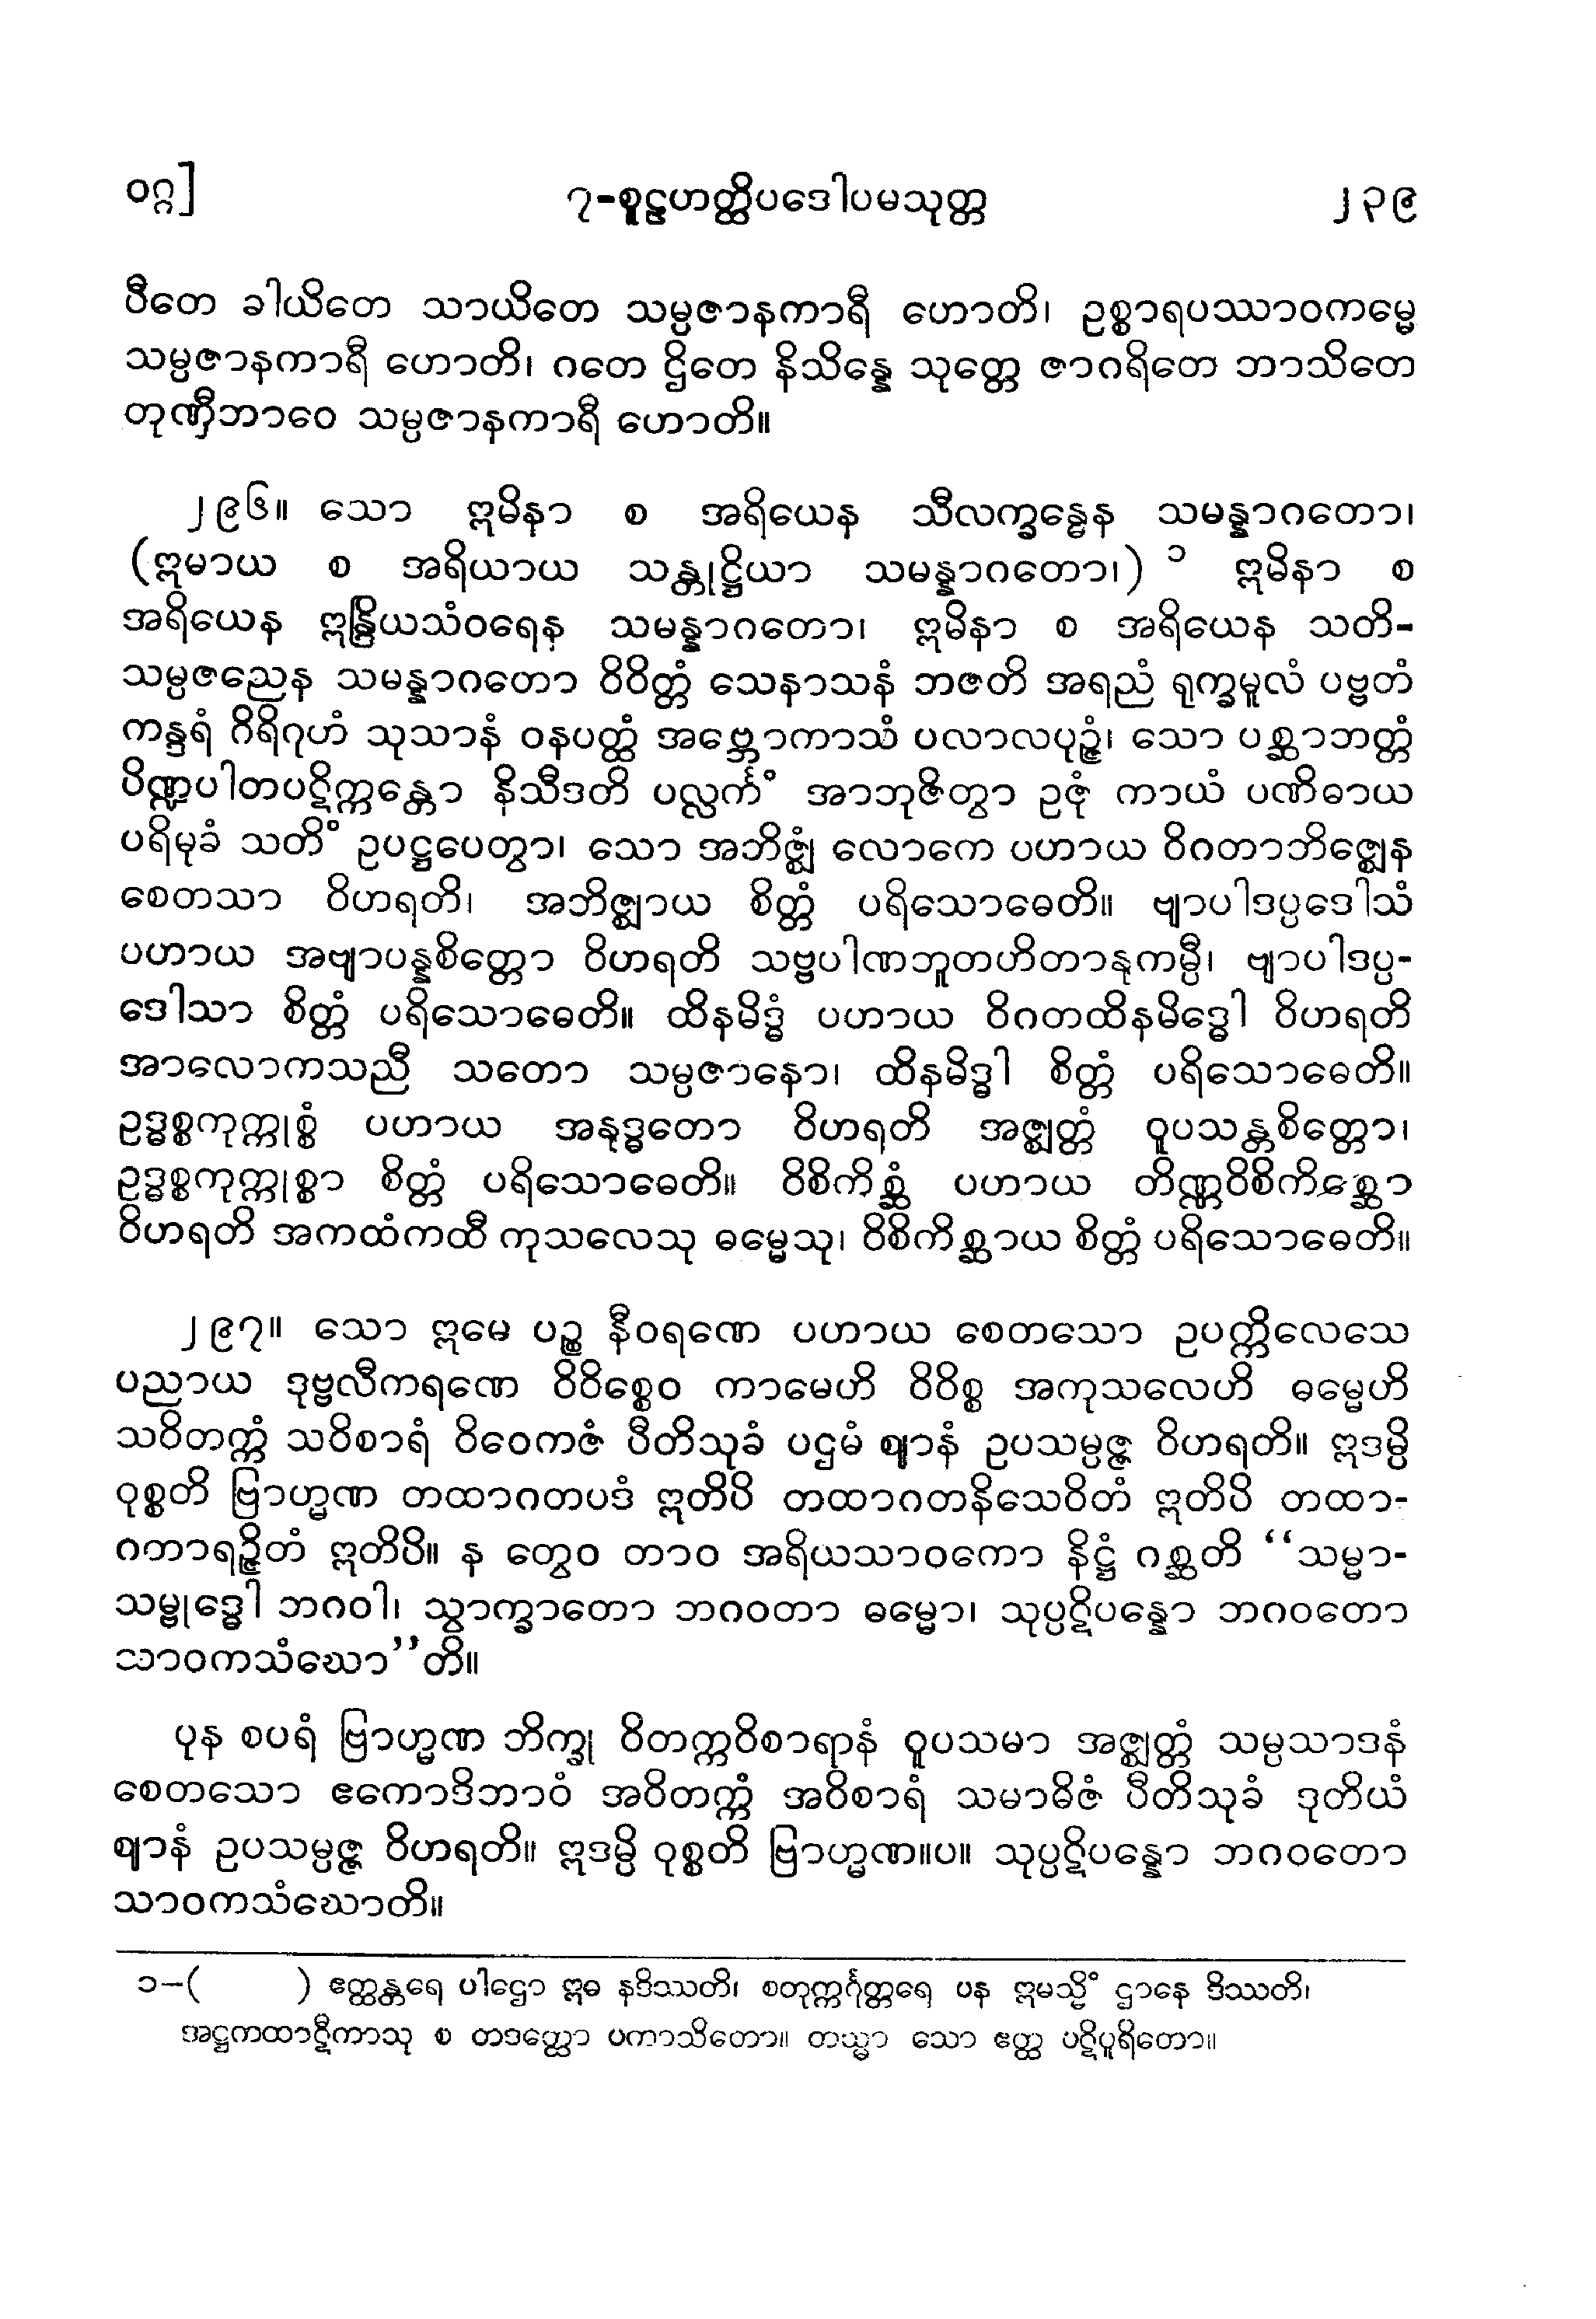 ဝဂ္ဂ] ၇-စူဠဟတ္ထိပဒေါပမသုတ္တ ၂၃၉
ပီတေ ခါယိတေ သာယိတေ သမ္ပဇာနကာရီ ဟောတိ၊ ဥစ္စာရပဿာဝကမ္မေ
သမ္ပဇာနကာရီ ဟောတိ၊ ဂတေ ဌိတေ နိသိန္နေ သုတ္တေ ဇာဂရိတေ ဘာသိတေ
တုဏှီဘာဝေ သမ္ပဇာနကာရီ ဟောတိ။
၂၉၆။ သော ဣမိနာ စ အရိယေန သီလက္ခန္ဓေန သမန္နာဂတော၊
(ဣမာယ စ အရိယာယ သန္တုဋ္ဌိယာ သမန္နာဂတော၊) ၁ ဣမိနာ စ
အရိယေန ဣန္ဒြိယသံဝရေန သမန္နာဂတော၊ ဣမိနာ စ အရိယေန သတိ-
သမ္ပဇညေန သမန္နာဂတော ဝိဝိတ္တံ သေနာသနံ ဘဇတိ အရညံ ရုက္ခမူလံ ပဗ္ဗတံ
ကန္ဒရံ ဂိရိဂုဟံ သုသာနံ ဝနပတ္ထံ အဗ္ဘောကာသံ ပလာလပုဉ္ဇံ၊ သော ပစ္ဆာဘတ္တံ
ပိဏ္ဍပါတပဋိက္ကန္တော နိသီဒတိ ပလ္လင်္ကံ အာဘုဇိတွာ ဥဇုံ ကာယံ ပဏိဓာယ
ပရိမုခံ သတိံ ဥပဋ္ဌပေတွာ၊ သော အဘိဇ္ဈံ လောကေ ပဟာယ ဝိဂတာဘိဇ္ဈေန
စေတသာ ဝိဟရတိ၊ အဘိဇ္ဈာယ စိတ္တံ ပရိသောဓေတိ။ ဗျာပါဒပ္ပဒေါသံ
ပဟာယ အဗျာပန္နစိတ္တော ဝိဟရတိ သဗ္ဗပါဏဘူတဟိတာနုကမ္ပီ၊ ဗျာပါဒပ္ပ-
ဒေါသာ စိတ္တံ ပရိသောဓေတိ။ ထိနမိဒ္ဓံ ပဟာယ ဝိဂတထိနမိဒ္ဓေါ ဝိဟရတိ
အာလောကသညီ သတော သမ္ပဇာနော၊ ထိနမိဒ္ဓါ စိတ္တံ ပရိသောဓေတိ။
ဥဒ္ဓစ္စကုက္ကုစ္စံ ပဟာယ အနုဒ္ဓတော ဝိဟရတိ အဇ္ဈတ္တံ ဝူပသန္တစိတ္တော၊
ဥဒ္ဓစ္စကုက္ကုစ္စာ စိတ္တံ ပရိသောဓေတိ။ ဝိစိကိစ္ဆံ ပဟာယ တိဏ္ဏဝိစိကိစ္ဆော
ဝိဟရတိ အကထံကထီ ကုသလေသု ဓမ္မေသု၊ ဝိစိကိစ္ဆာယ စိတ္တံ ပရိသောဓေတိ။
၂၉၇။ သော ဣမေ ပဉ္စ နီဝရဏေ ပဟာယ စေတသော ဥပက္ကိလေသေ
ပညာယ ဒုဗ္ဗလီကရဏေ ဝိဝိစ္စေဝ ကာမေဟိ ဝိဝိစ္စ အကုသလေဟိ ဓမ္မေဟိ
သဝိတက္ကံ သဝိစာရံ ဝိဝေကဇံ ပီတိသုခံ ပဌမံ ဈာနံ ဥပသမ္ပဇ္ဇ ဝိဟရတိ။ ဣဒမ္ပိ
ဝုစ္စတိ ဗြာဟ္မဏ တထာဂတပဒံ ဣတိပိ တထာဂတနိသေဝိတံ ဣတိပိ တထာ-
ဂတာရဉ္ဇိတံ ဣတိပိ။ န တွေဝ တာဝ အရိယသာဝကော နိဋ္ဌံ ဂစ္ဆတိ “သမ္မာ-
သမ္ဗုဒ္ဓေါ ဘဂဝါ၊ သွာက္ခာတော ဘဂဝတာ ဓမ္မော၊ သုပ္ပဋိပန္နော ဘဂဝတော
သာဝကသံဃော”တိ။
ပုန စပရံ ဗြာဟ္မဏ ဘိက္ခု ဝိတက္ကဝိစာရာနံ ဝူပသမာ အဇ္ဈတ္တံ သမ္ပသာဒနံ
စေတသော ဧကောဒိဘာဝံ အဝိတက္ကံ အဝိစာရံ သမာဓိဇံ ပီတိသုခံ ဒုတိယံ
ဈာနံ ဥပသမ္ပဇ္ဇ ဝိဟရတိ။ ဣဒမ္ပိ ဝုစ္စတိ ဗြာဟ္မဏ။ပ။ သုပ္ပဋိပန္နော ဘဂဝတော
သာဝကသံဃောတိ။
၁-( ) ဧတ္ထန္တရေ ပါဌော ဣဓ နဒိဿတိ၊ စတုက္ကင်္ဂုတ္တရေ ပန ဣမသ္မိံ ဌာနေ ဒိဿတိ၊
အဋ္ဌကထာဋီကာသု စ တဒတ္ထော ပကာသိတော။ တသ္မာ သော ဧတ္ထ ပဋိပူရိတော။